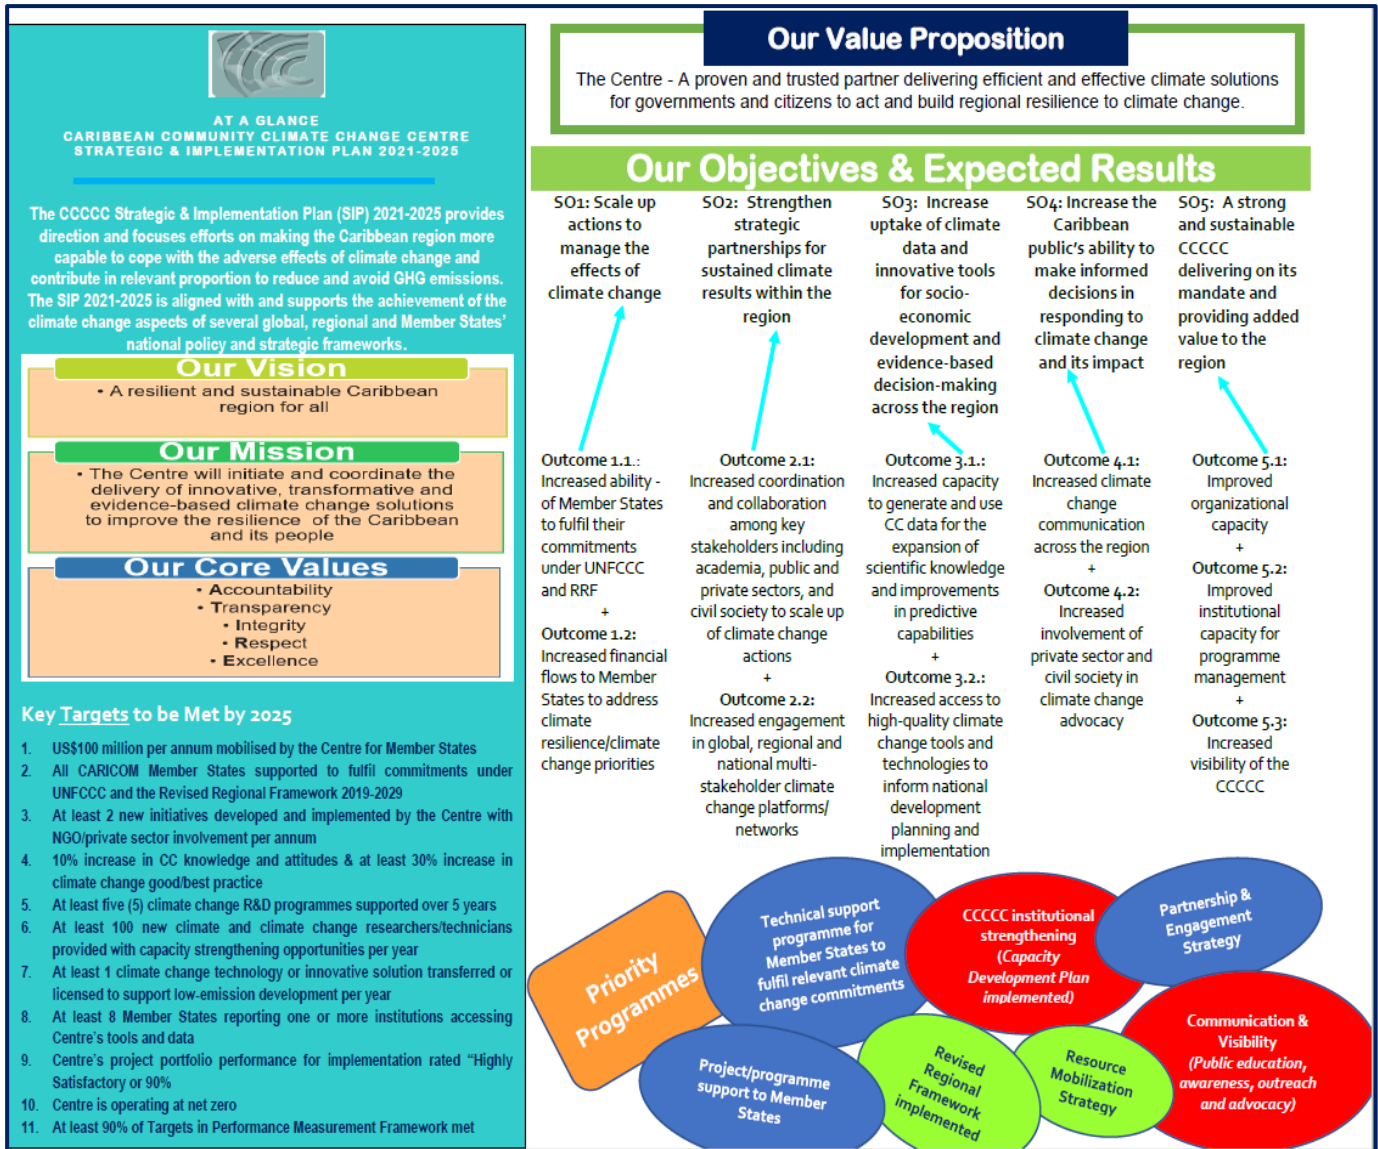 AT A GLANCE
CARIBBEAN COMMUNITY CLIMATE CHANGE CENTRE
STRATEGIC & IMPLEMENTATION PLAN 2021-2025
The CCCCC Strategic & Implementation Plan (SIP) 2021-2025 provides
direction and focuses efforts on making the Caribbean region more
capable to cope with the adverse effects of climate change and
contribute in relevant proportion to reduce and avoid GHG emissions.
The SIP 2021-2025 is aligned with and supports the achievement of the
climate change aspects of several global, regional and Member States'
national policy and strategic frameworks.
Our Vision
• A resilient and sustainable Caribbean
region for all
Our Mission
• The Centre will initiate and coordinate the
delivery of innovative, transformative and
evidence-based climate change solutions
to improve the resilience of the Caribbean
and its people
Our Core Values
• Accountability
• Transparency
• Integrity
• Respect
• Excellence
Key Targets to be Met by 2025
1. US$100 million per annum mobilised by the Centre for Member States
2. All CARICOM Member States supported to fulfil commitments under
UNFCCC and the Revised Regional Framework 2019-2029
3. At least 2 new initiatives developed and implemented by the Centre with
NGO/private sector involvement per annum
4. 10% increase in CC knowledge and attitudes & at least 30% increase in
climate change good/best practice
5. At least five (5) climate change R&D programmes supported over 5 years
6. At least 100 new climate and climate change researchers/technicians
provided with capacity strengthening opportunities per year
7. At least 1 climate change technology or innovative solution transferred or
licensed to support low-emission development per year
8. At least 8 Member States reporting one or more institutions accessing
Centre's tools and data
9. Centre's project portfolio performance for implementation rated "Highly
Satisfactory or 90%
10. Centre is operating at net zero
11. At least 90% of Targets in Performance Measurement Framework met
Our Value Proposition
The Centre - A proven and trusted partner delivering efficient and effective climate solutions
for governments and citizens to act and build regional resilience to climate change.
Our Objectives & Expected Results
SO1: Scale up
actions to
manage the
effects of
climate change
SO2: Strengthen
strategic
partnerships for
sustained climate
results within the
region
SO3: Increase
uptake of climate
data and
innovative tools
for socio-
economic
development and
evidence-based
decision-making
across the region
SO4: Increase the
Caribbean
public's ability to
make informed
decisions in
responding to
climate change
and its impact
SO5: A strong
and sustainable
CCCCC
delivering on its
mandate and
providing added
value to the
region
Outcome 1.1.:
Increased ability -
of Member States
to fulfil their
commitments
under UNFCCC
and RRF
+
Outcome 1.2:
Increased financial
flows to Member
States to address
climate
resilience/climate
change priorities
Outcome 2.1:
Increased coordination
and collaboration
among key
stakeholders including
academia, public and
private sectors, and
civil society to scale up
of climate change
actions
+
Outcome 2.2:
Increased engagement
in global, regional and
national multi-
stakeholder climate
change platforms/
networks
Outcome 3.1.:
Increased capacity
to generate and use
CC data for the
expansion of
scientific knowledge
and improvements
in predictive
capabilities
+
Outcome 3.2.:
Increased access to
high-quality climate
change tools and
technologies to
inform national
development
planning and
implementation
Outcome 4.1:
Increased climate
change
communication
across the region
+
Outcome 4.2:
Increased
involvement of
private sector and
civil society in
climate change
advocacy
Outcome 5.1:
Improved
organizational
capacity
+
Outcome 5.2:
Improved
institutional
capacity for
programme
management
+
Outcome 5.3:
Increased
visibility of the
CCCCC
Priority
Programmes
Technical support
programme for
Member States to
fulfil relevant climate
change commitments
CCCCC institutional
strengthening
(Capacity
Development Plan
implemented)
Partnership &
Engagement
Strategy
Project/programme
support to Member
States
Revised
Regional
Framework
implemented
Resource
Mobilization
Strategy
Communication &
Visibility
(Public education,
awareness, outreach
and advocacy)